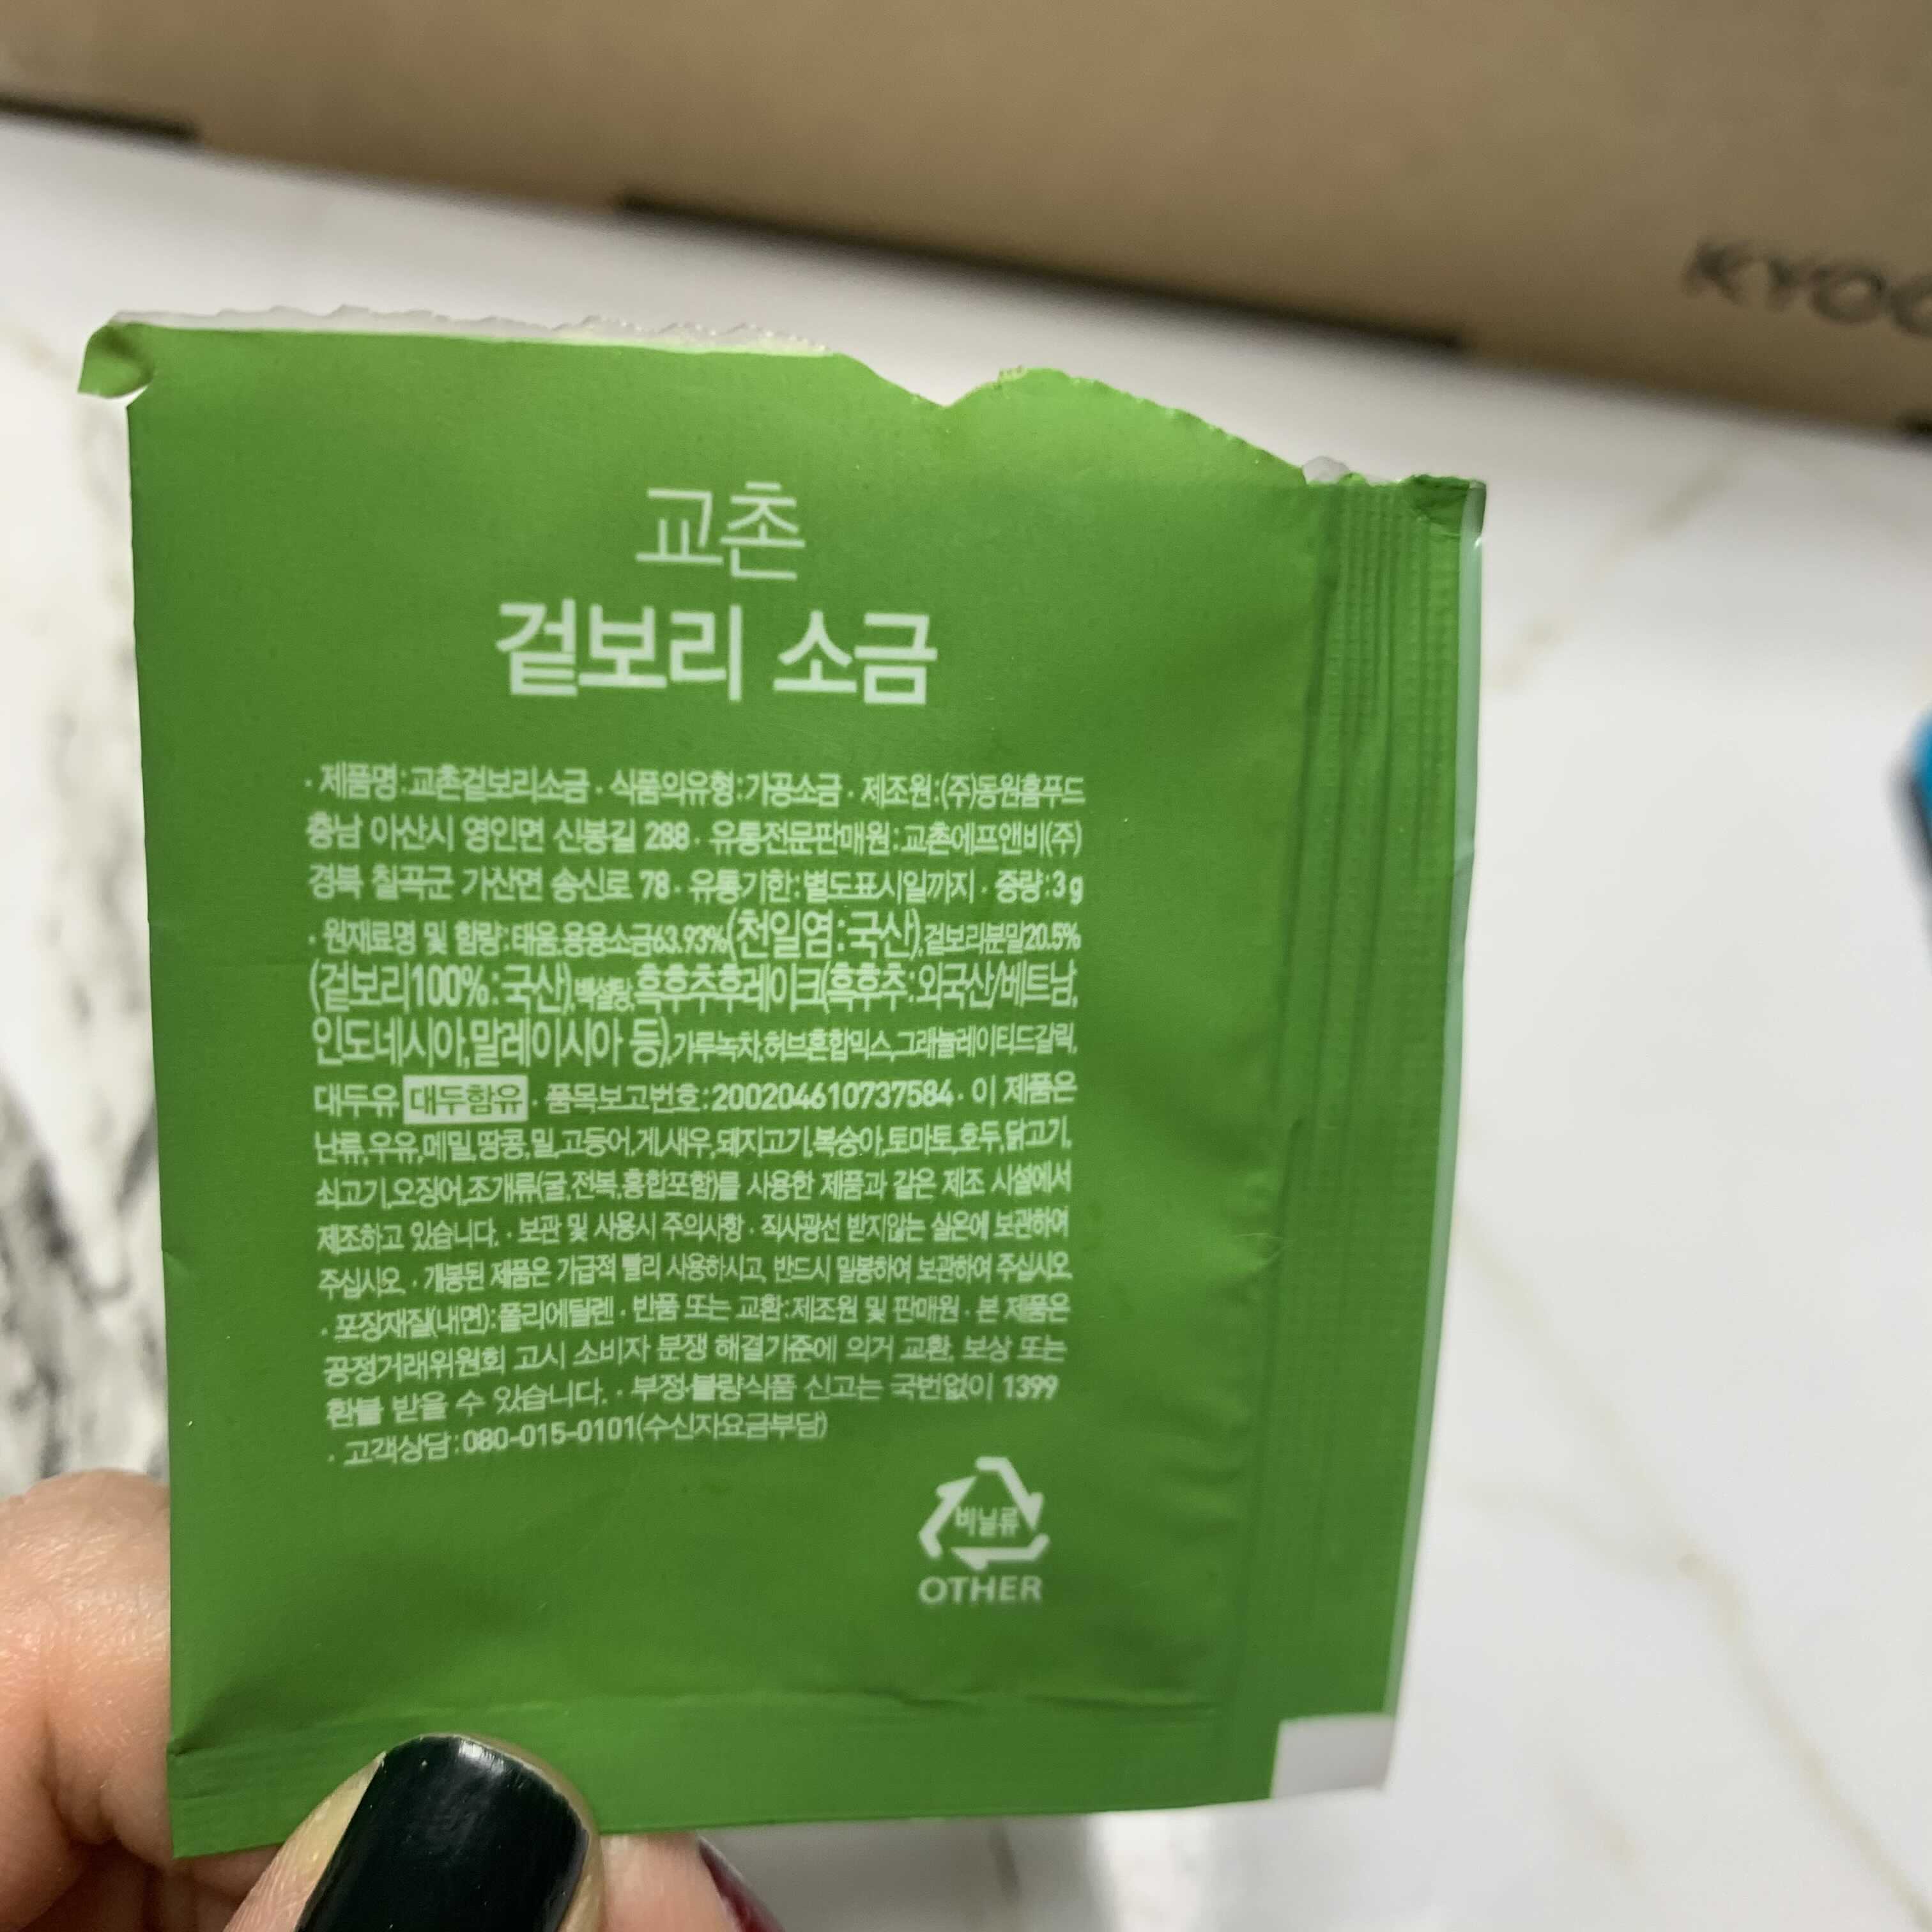 KYOC
교촌
겉보리 소금
· 제품명:교촌겉보리소금 · 식품의유형:가공소금 · 제조원:(주)동원홈푸드
충남 아산시 영인면 신봉길 288 · 유통전문판매원:교촌에프앤비(주)
경북 칠곡군 가산면 송신로 78 · 유통기한:별도표시일까지 · 중량:3g
· 원재료명 및 함량:태움,용융소금63.93%(천일염:국산),겉보리분말20.5%
(겉보리100%:국산),백설탕,흑후추후레이크(흑후추:외국산/베트남,
인도네시아,말레이시아 등),가루녹차,허브혼합믹스,그래뉼레이티드갈릭,
대두유 대두함유 · 품목보고번호:200204610737584 · 이 제품은
난류,우유,메밀,땅콩,밀,고등어,게,새우,돼지고기,복숭아,토마토,호두,닭고기,
쇠고기,오징어,조개류(굴,전복,홍합포함)를 사용한 제품과 같은 제조 시설에서
제조하고 있습니다. · 보관 및 사용시 주의사항 · 직사광선 받지않는 실온에 보관하여
주십시오. · 개봉된 제품은 가급적 빨리 사용하시고, 반드시 밀봉하여 보관하여 주십시오
· 포장재질(내면):폴리에틸렌 · 반품 또는 교환:제조원 및 판매원 · 본 제품은
공정거래위원회 고시 소비자 분쟁 해결기준에 의거 교환, 보상 또는
환불 받을 수 있습니다. · 부정·불량식품 신고는 국번없이 1399
· 고객상담:080-015-0101(수신자요금부담)
비닐류
OTHER